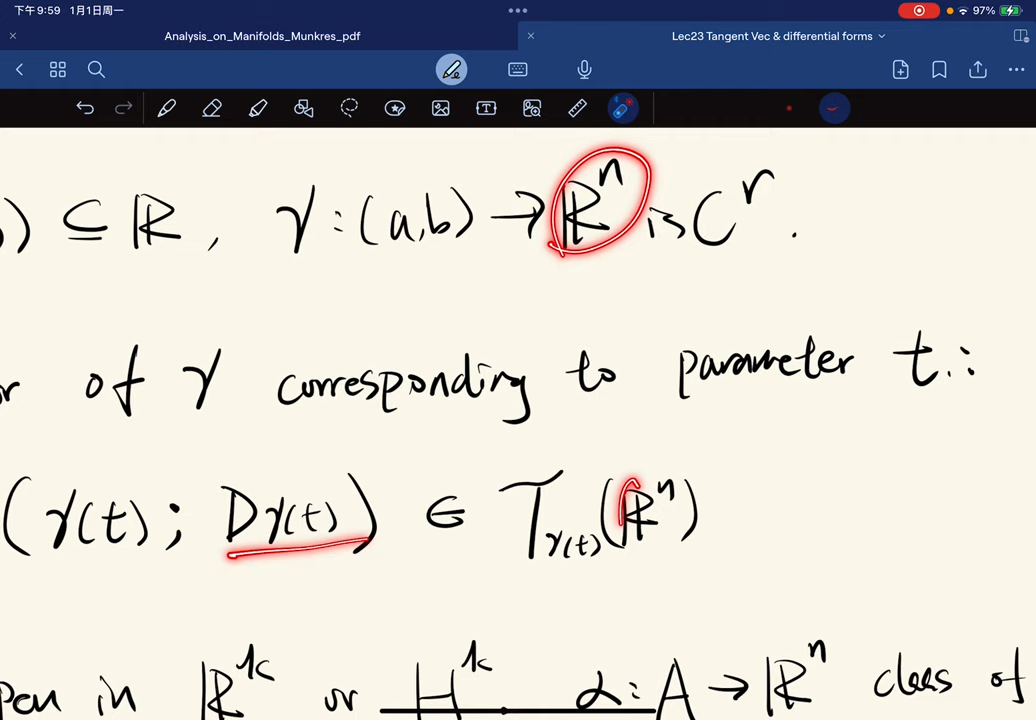 下午9:59 1月1日周一 97%
Analysis_on_Manifolds_Munkres_pdf Lec23 Tangent Vec & differential forms
) ⊆ ℝ, γ:(a,b) → ℝⁿ is Cʳ.
of γ corresponding to parameter t.:
(γ(t); Dγ(t)) ∈ T_γ(t)(ℝⁿ)
in ℝᵏ or Hᵏ α:A → ℝⁿ class of